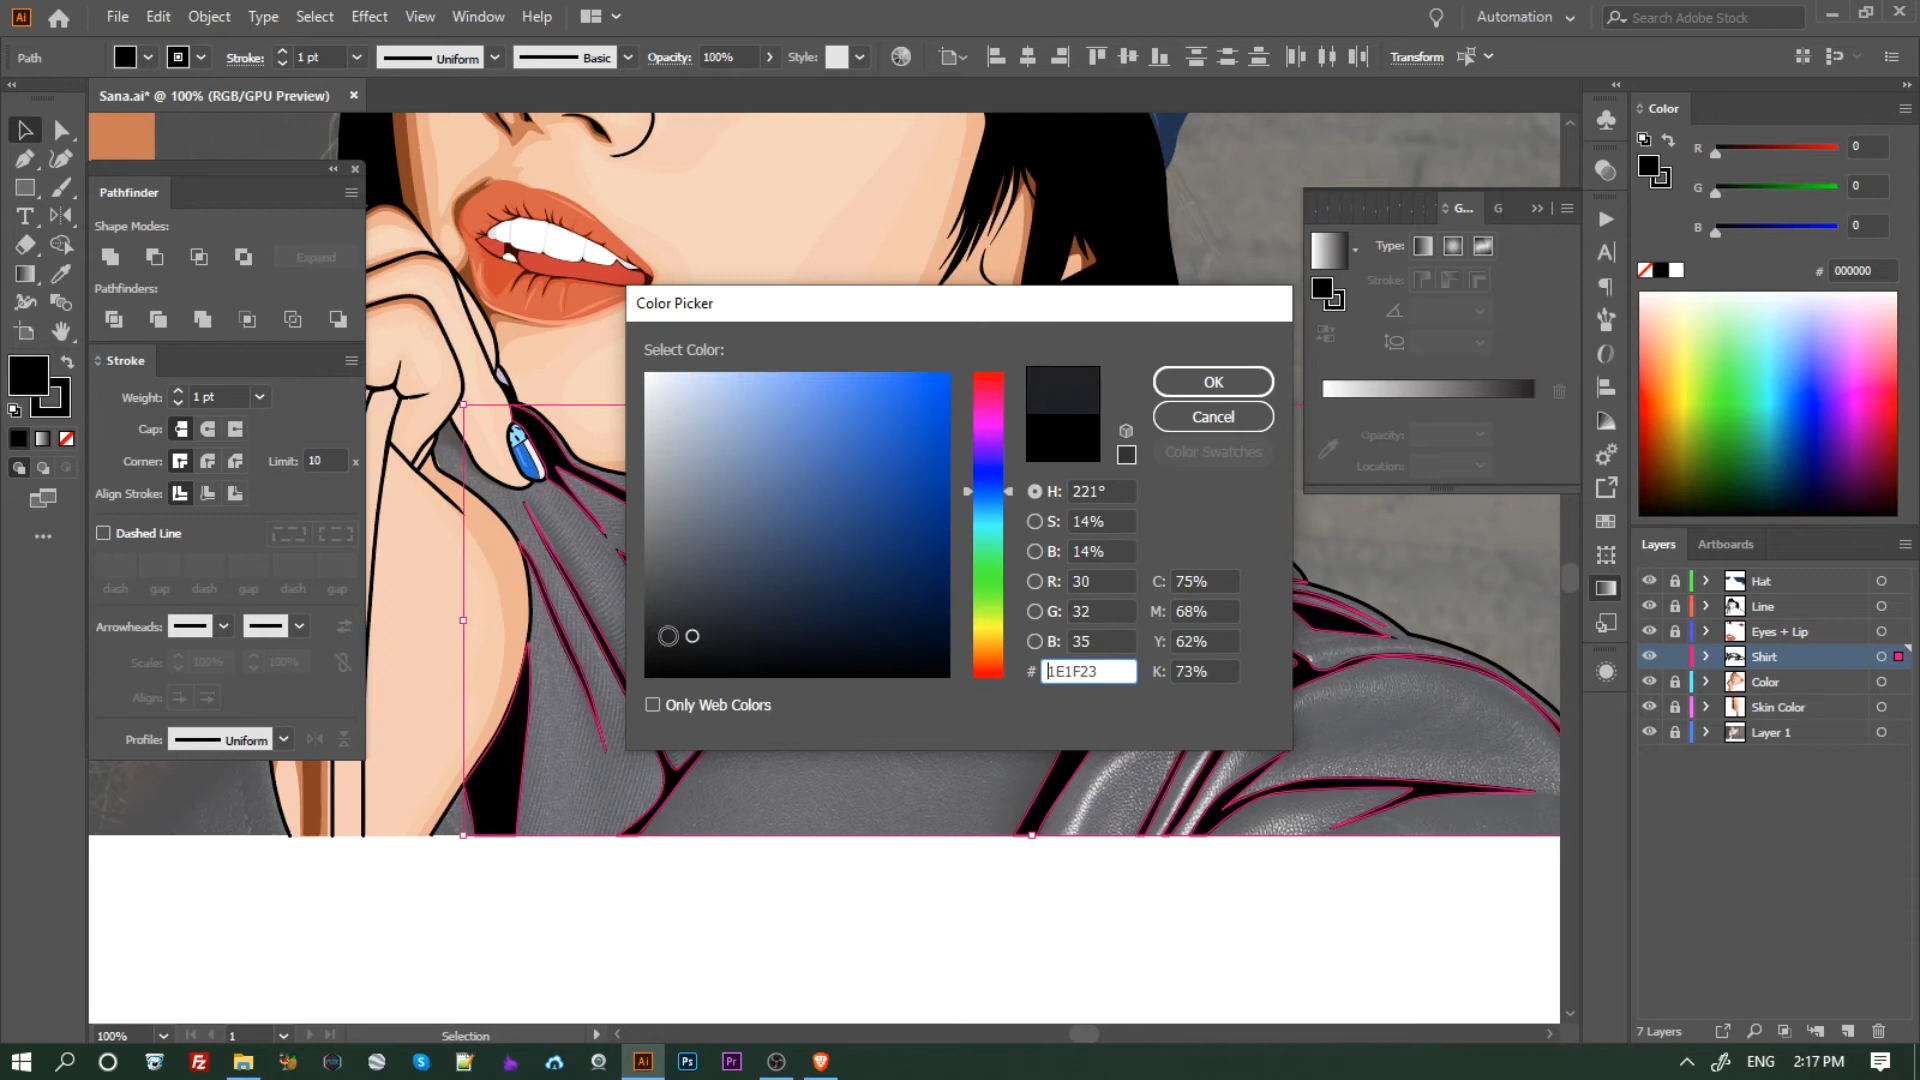 Ai File Edit Object Type Select Effect View Window Help Automation Search Adobe Stock
Path Stroke: 1 pt Uniform Basic Opacity: 100% Style: Transform
Sana.ai* @ 100% (RGB/GPU Preview)
Color
R 0
G 0
B 0
# 000000
Pathfinder
Shape Modes:
Expand
Pathfinders:
Stroke
Weight: 1 pt
Cap:
Corner: Limit: 10 x
Align Stroke:
Dashed Line
dash gap dash gap dash gap
Arrowheads:
Scale: 100% 100%
Align:
Profile: Uniform
G... G
Type:
Stroke:
Opacity:
Location:
Color Picker
Select Color:
OK
Cancel
Color Swatches
H: 221°
S: 14%
B: 14%
R: 30 C: 75%
G: 32 M: 68%
B: 35 Y: 62%
# 1E1F23 K: 73%
Only Web Colors
Layers Artboards
Hat
Line
Eyes + Lip
Shirt
Color
Skin Color
Layer 1
7 Layers
100% 1 Selection
Fz S Ai Ps Pr ENG 2:17 PM